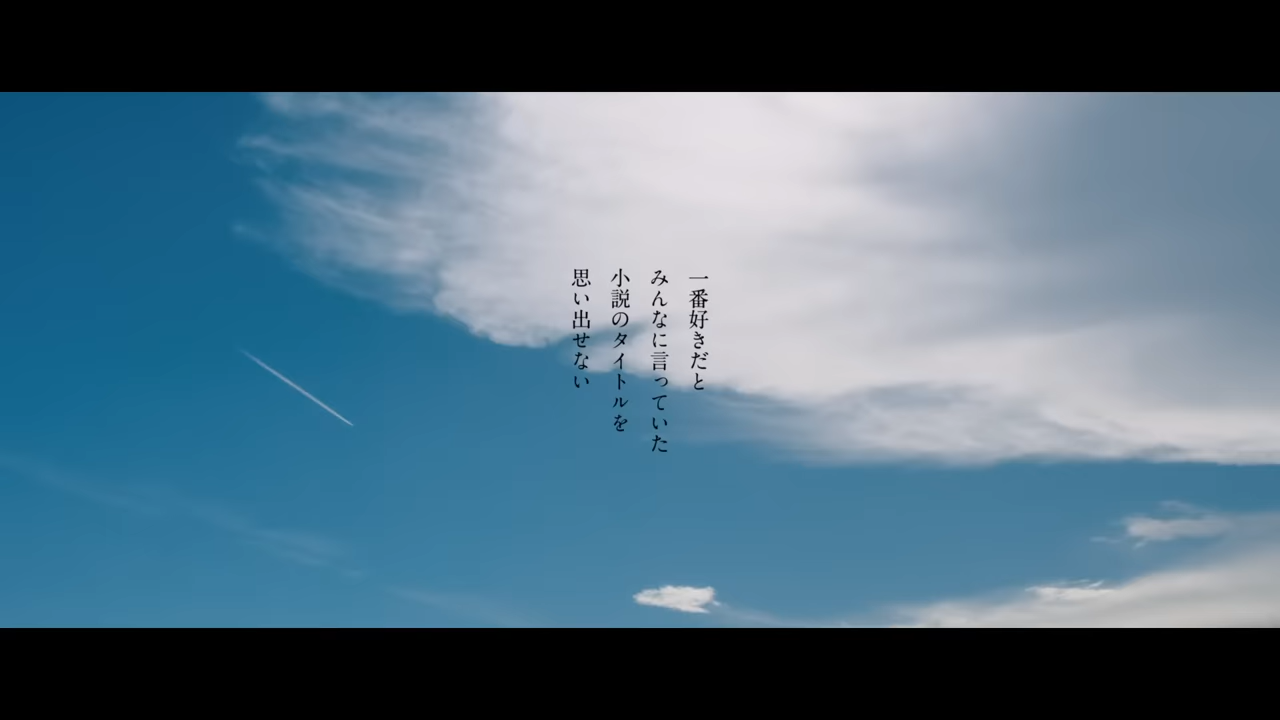 一番好きだと
みんなに言っていた
小説のタイトルを
思い出せない